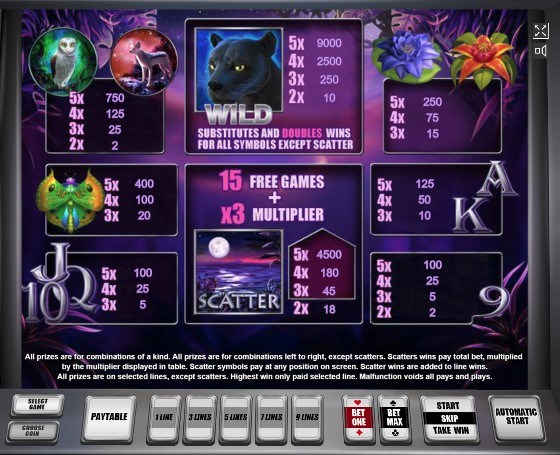 5x 750
4x 125
3x 25
2x 2
WILD
5x 9000
4x 2500
3x 250
2x 10
SUBSTITUTES AND DOUBLES WINS
FOR ALL SYMBOLS EXCEPT SCATTER
5x 250
4x 75
3x 15
5x 400
4x 100
3x 20
15 FREE GAMES
+
x3 MULTIPLIER
SCATTER
5x 4500
4x 180
3x 45
2x 18
A
K
5x 125
4x 50
3x 10
J
Q
10
5x 100
4x 25
3x 5
5x 100
4x 25
3x 5
2x 2
9
All prizes are for combinations of a kind. All prizes are for combinations left to right, except scatters. Scatters wins pay total bet, multiplied
by the multiplier displayed in table. Scatter symbols pay at any position on screen. Scatter wins are added to line wins.
All prizes are on selected lines, except scatters. Highest win only paid selected line. Malfunction voids all pays and plays.
SELECT GAME
CHOOSE COIN
PAYTABLE
1 LINE
3 LINES
5 LINES
7 LINES
9 LINES
BET ONE
BET MAX
START
SKIP
TAKE WIN
AUTOMATIC START